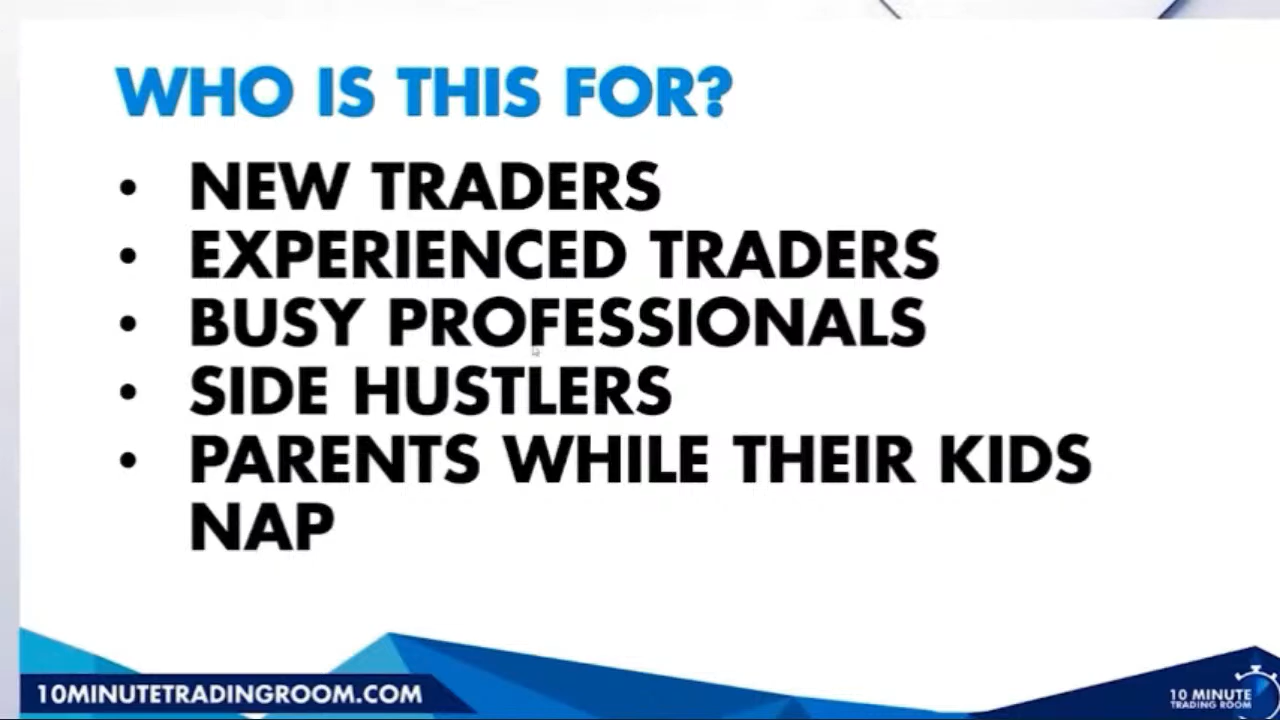 WHO IS THIS FOR?
• NEW TRADERS
• EXPERIENCED TRADERS
• BUSY PROFESSIONALS
• SIDE HUSTLERS
• PARENTS WHILE THEIR KIDS
NAP
10MINUTETRADINGROOM.COM
10 MINUTE
TRADING ROOM